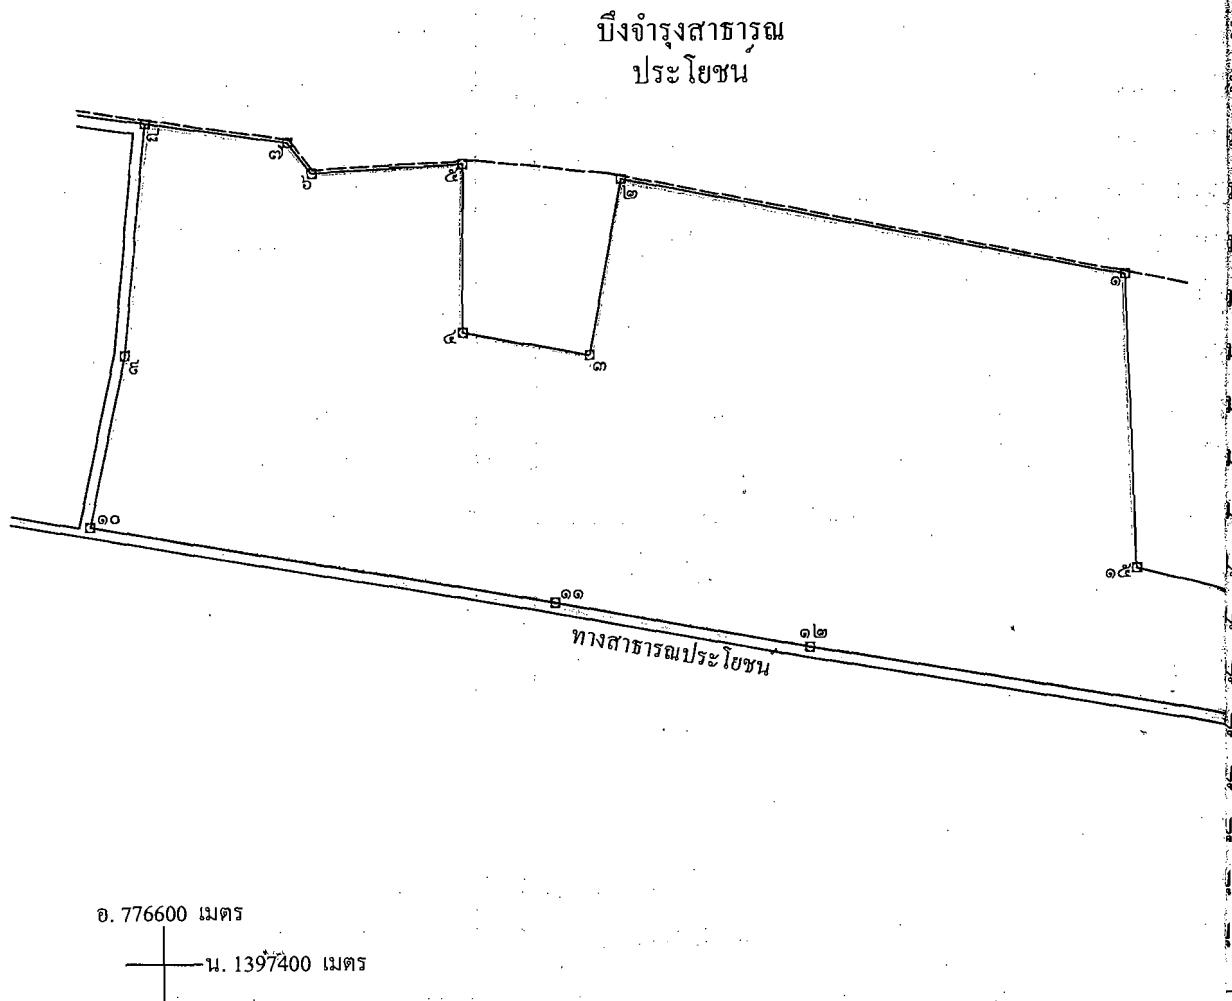 บึงจำรุงสาธารณ
ประโยชน์
๘
๗
๖
๕
๒
๑
๔
๓
๙
๑๐
๑๕
๑๑
๑๒
ทางสาธารณประโยชน์
อ. 776600 เมตร
น. 1397400 เมตร